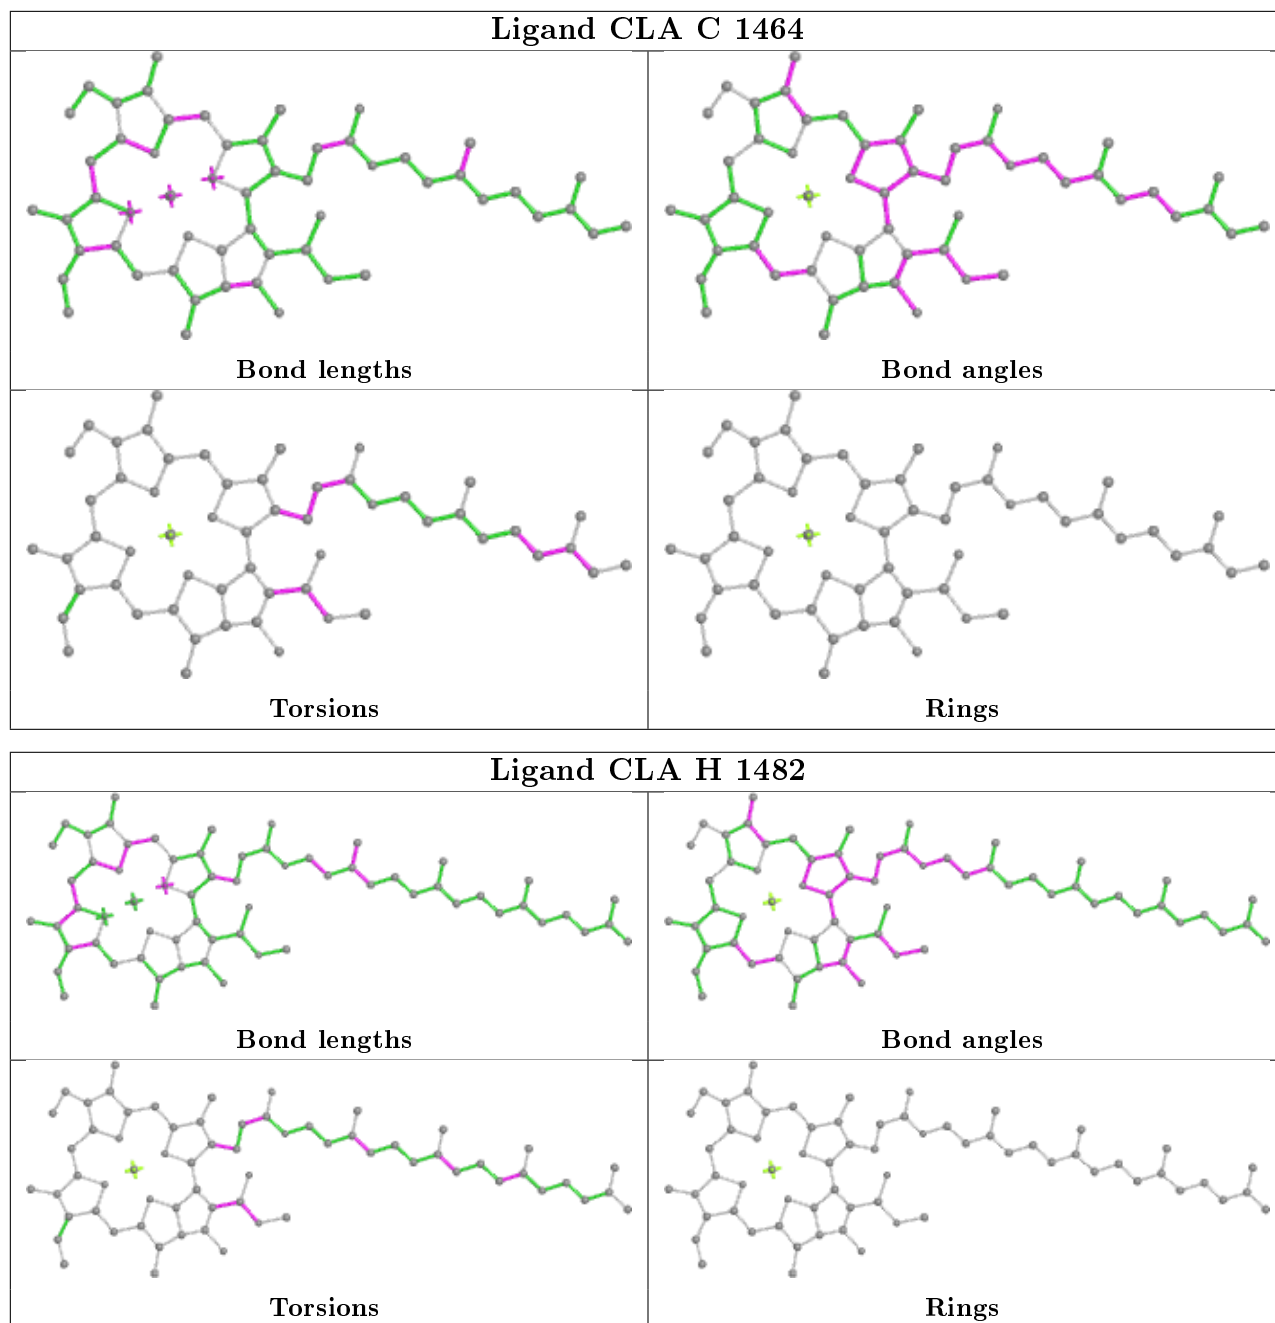 Ligand CLA C 1464
Bond lengths
Bond angles
Torsions
Rings
Ligand CLA H 1482
Bond lengths
Bond angles
Torsions
Rings